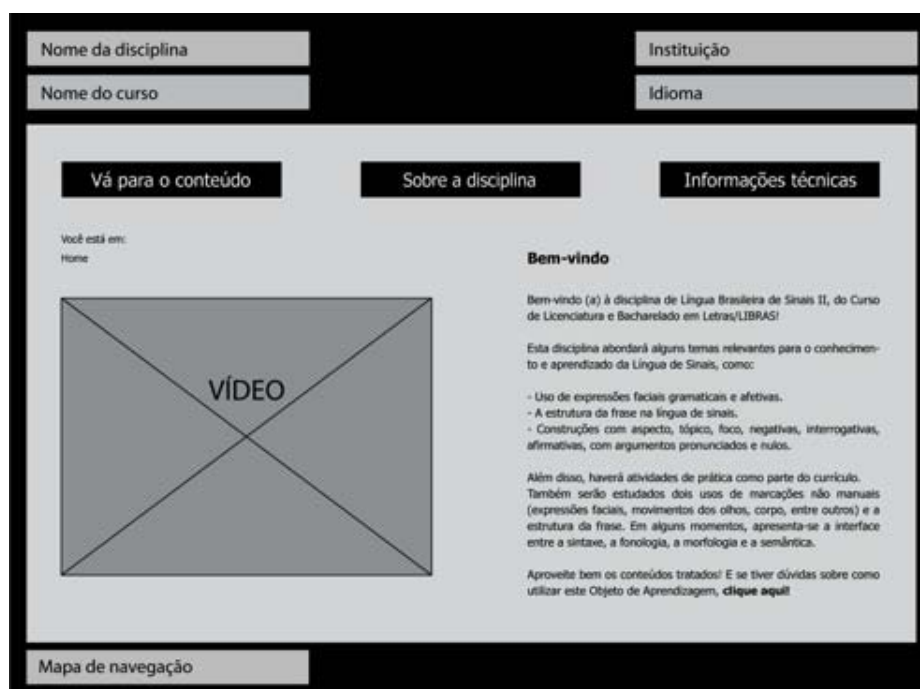 Nome da disciplina
Instituição
Nome do curso
Idioma
Vá para o conteúdo
Sobre a disciplina
Informações técnicas
Você está em:
Home
VÍDEO
Bem-vindo
Bem-vindo (a) à disciplina de Língua Brasileira de Sinais II, do Curso
de Licenciatura e Bacharelado em Letras/LIBRAS!
Esta disciplina abordará alguns temas relevantes para o conhecimen-
to e aprendizado da Língua de Sinais, como:
- Uso de expressões faciais gramaticais e afetivas.
- A estrutura da frase na língua de sinais.
- Construções com aspecto, tópico, foco, negativas, interrogativas,
afirmativas, com argumentos pronunciados e nulos.
Além disso, haverá atividades de prática como parte do currículo.
Também serão estudados dois usos de marcações não manuais
(expressões faciais, movimentos dos olhos, corpo, entre outros) e a
estrutura da frase. Em alguns momentos, apresenta-se a interface
entre a sintaxe, a fonologia, a morfologia e a semântica.
Aproveite bem os conteúdos tratados! E se tiver dúvidas sobre como
utilizar este Objeto de Aprendizagem, clique aqui!
Mapa de navegação